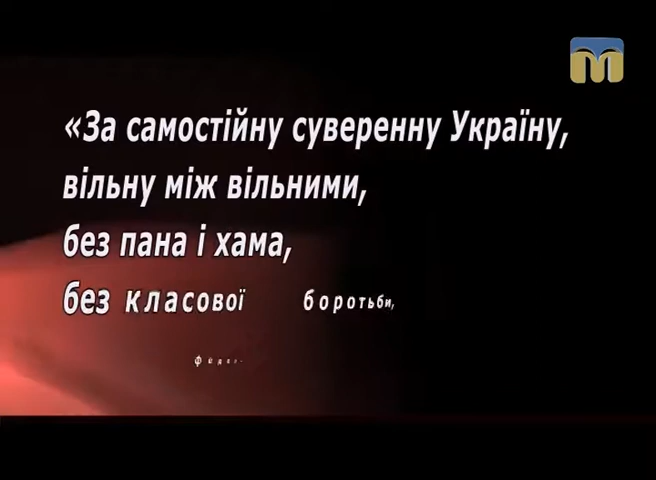 «За самостійну суверенну Україну,
вільну між вільними,
без пана і хама,
без класової боротьби,